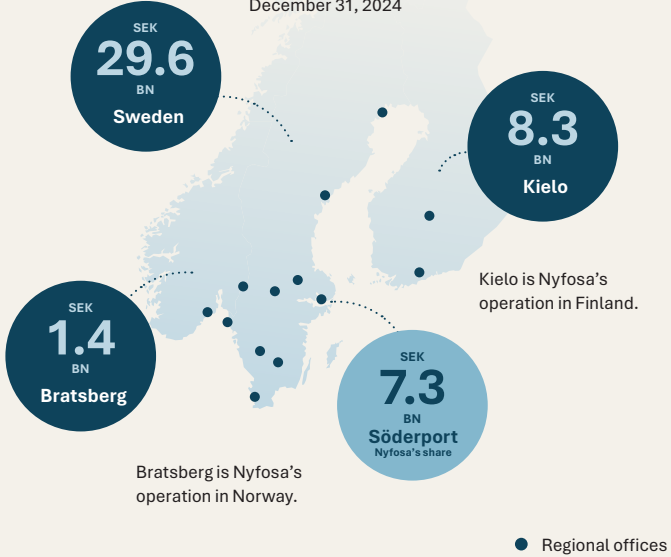 December 31, 2024
SEK
29.6
BN
Sweden
SEK
8.3
BN
Kielo
Kielo is Nyfosa's
operation in Finland.
SEK
1.4
BN
Bratsberg
SEK
7.3
BN
Söderport
Nyfosa's share
Bratsberg is Nyfosa's
operation in Norway.
Regional offices